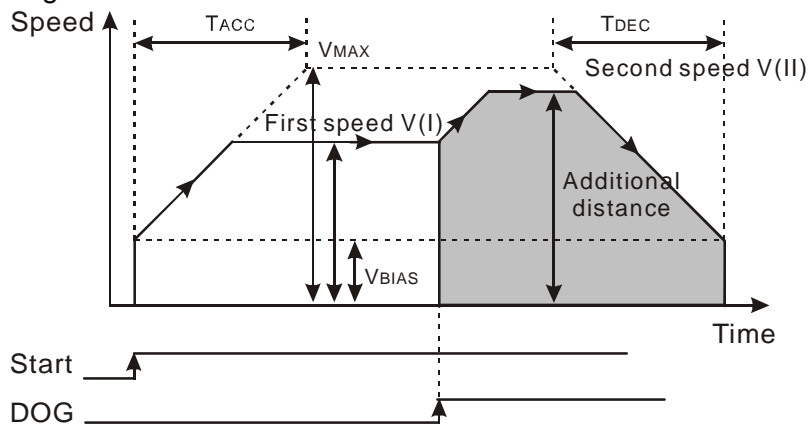 Speed
TACC
TDEC
VMAX
Second speed V(II)
First speed V(I)
Additional
distance
VBIAS
Time
Start
DOG